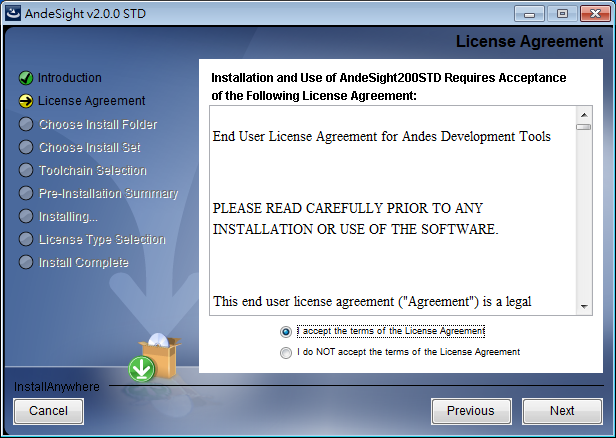 AndeSight v2.0.0 STD
License Agreement
Introduction
License Agreement
Choose Install Folder
Choose Install Set
Toolchain Selection
Pre-Installation Summary
Installing...
License Type Selection
Install Complete
Installation and Use of AndeSight200STD Requires Acceptance
of the Following License Agreement:
End User License Agreement for Andes Development Tools
PLEASE READ CAREFULLY PRIOR TO ANY
INSTALLATION OR USE OF THE SOFTWARE.
This end user license agreement ("Agreement") is a legal
I accept the terms of the License Agreement
I do NOT accept the terms of the License Agreement
InstallAnywhere
Cancel
Previous
Next